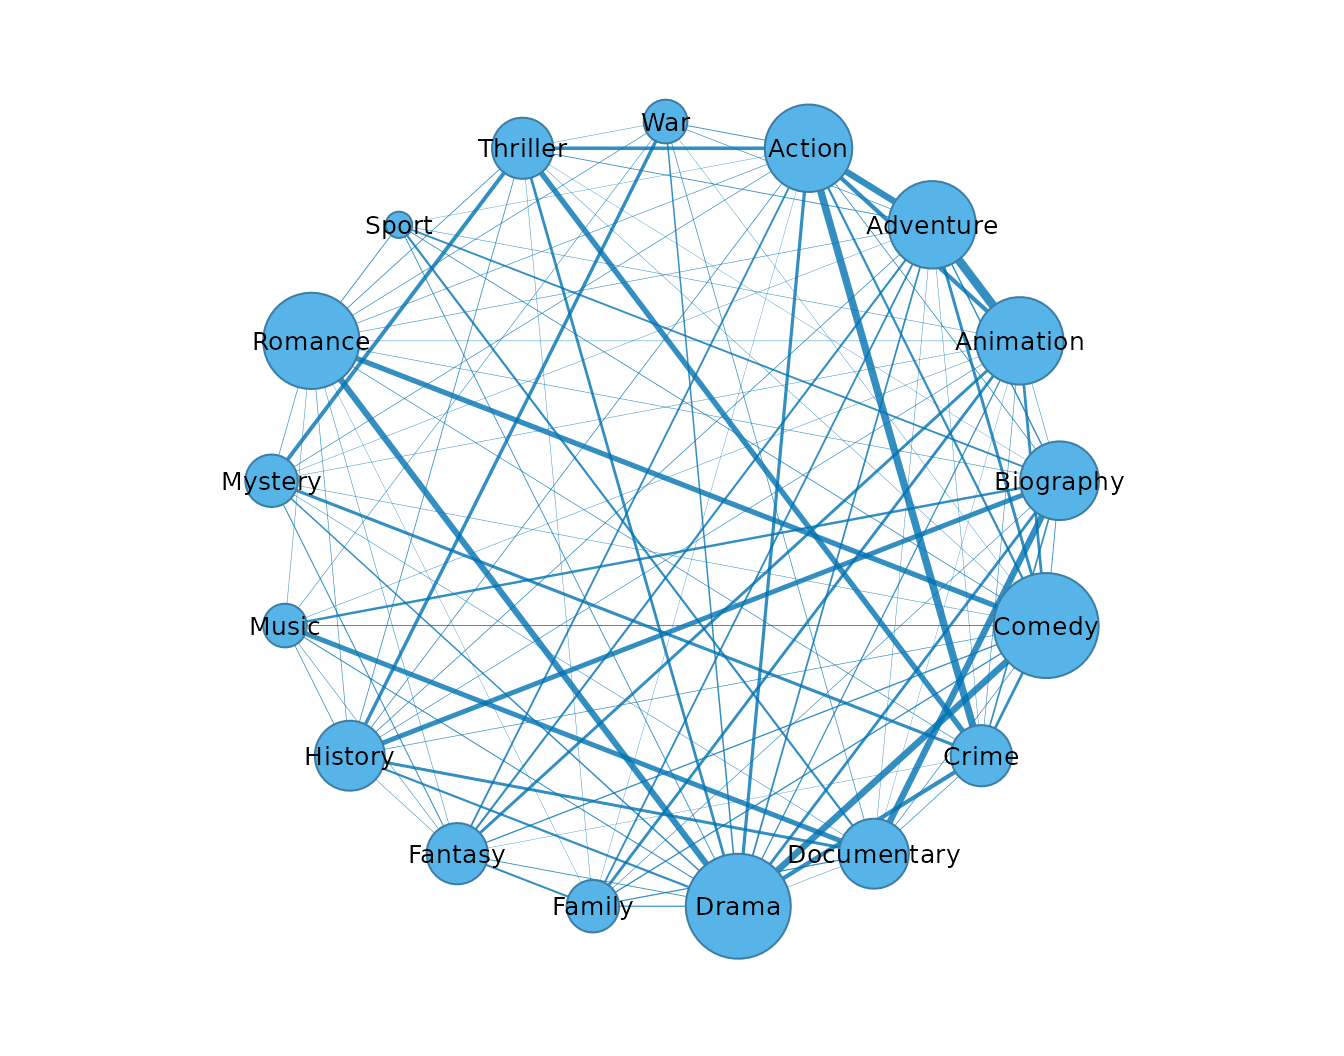 War
Thriller
Action
Sport
Adventure
Romance
Animation
Mystery
Biography
Music
Comedy
History
Crime
Fantasy
Documentary
Family
Drama